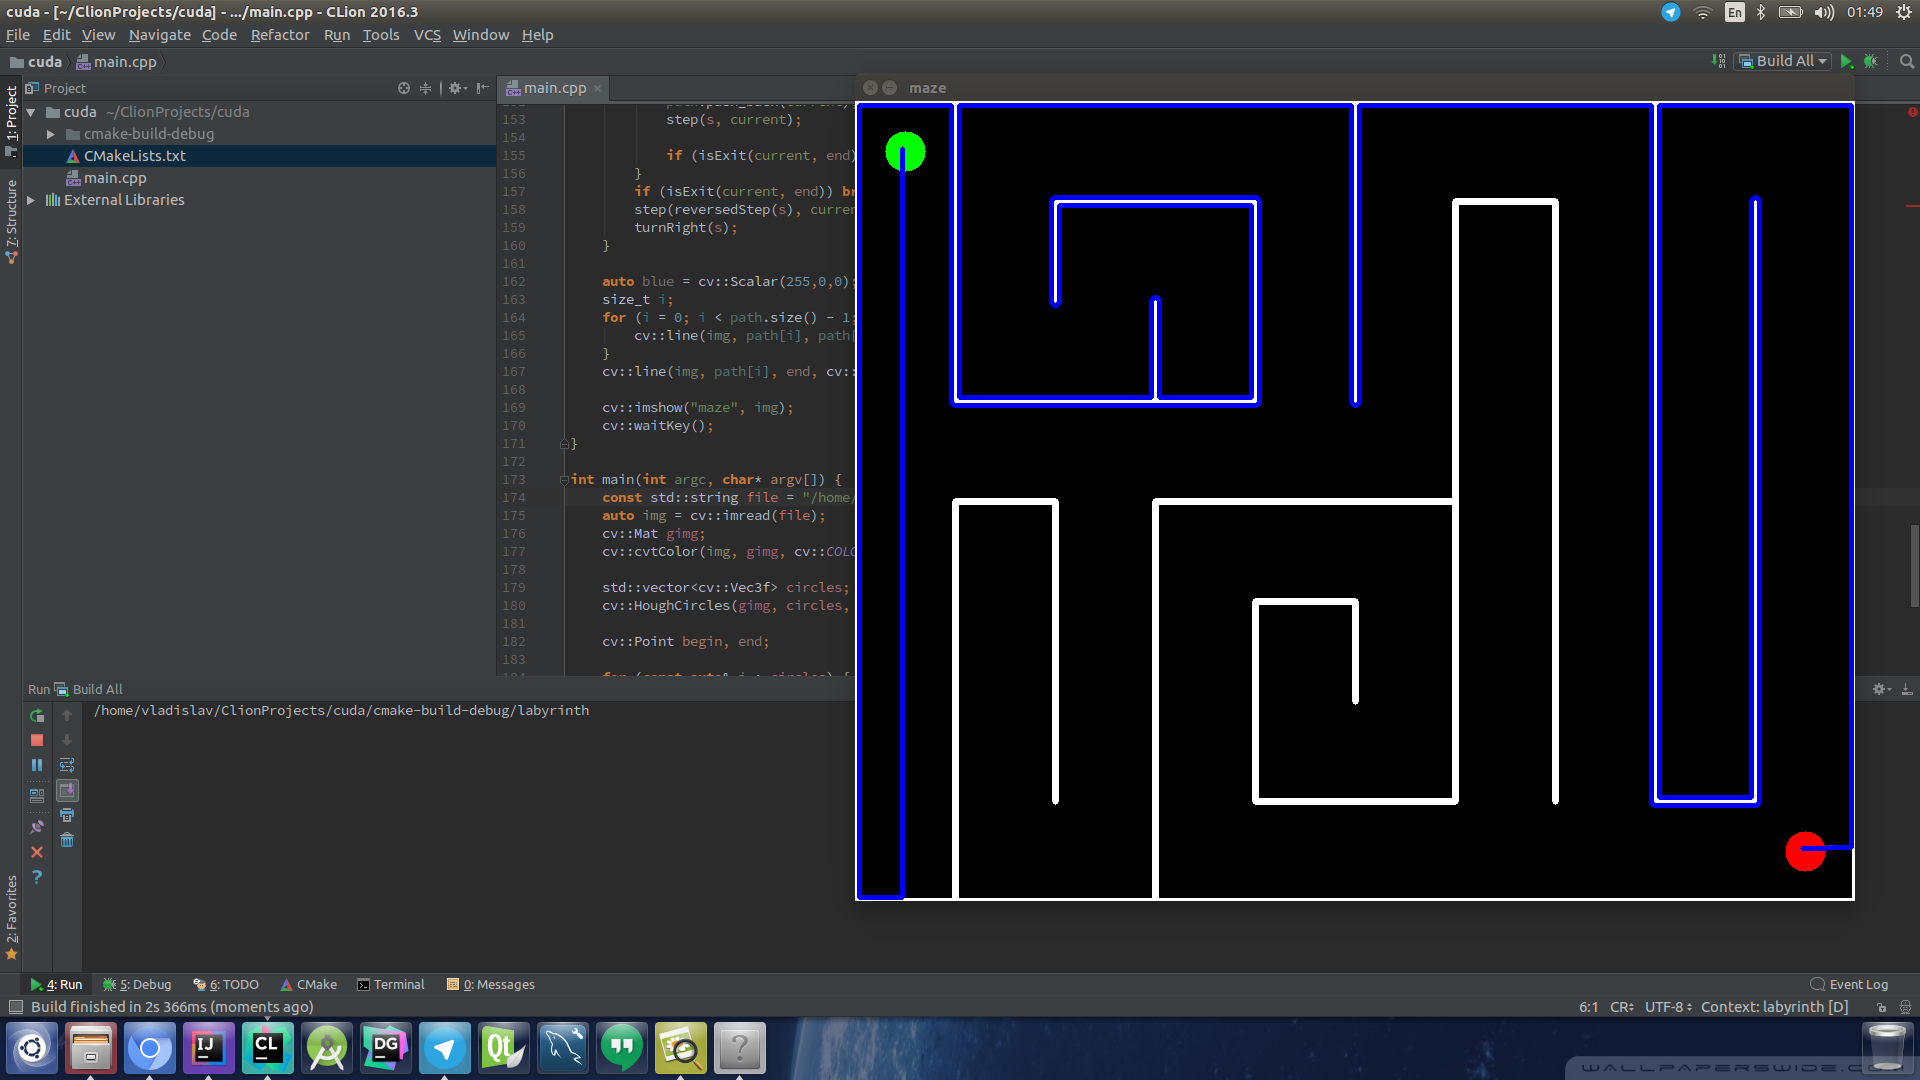 cuda - [~/ClionProjects/cuda] - .../main.cpp - CLion 2016.3
En
01:49
File Edit View Navigate Code Refactor Run Tools VCS Window Help
cuda main.cpp
Build All
Project
main.cpp
maze
cuda ~/ClionProjects/cuda
cmake-build-debug
CMakeLists.txt
main.cpp
External Libraries
1: Project
7: Structure
2: Favorites
153 step(s, current);
154
155 if (isExit(current, end)
156 }
157 if (isExit(current, end)) br
158 step(reversedStep(s), curren
159 turnRight(s);
160 }
161
162 auto blue = cv::Scalar(255,0,0);
163 size_t i;
164 for (i = 0; i < path.size() - 1;
165 cv::line(img, path[i], path[
166 }
167 cv::line(img, path[i], end, cv::
168
169 cv::imshow("maze", img);
170 cv::waitKey();
171 }
172
173 int main(int argc, char* argv[]) {
174 const std::string file = "/home/
175 auto img = cv::imread(file);
176 cv::Mat gimg;
177 cv::cvtColor(img, gimg, cv::COLO
178
179 std::vector<cv::Vec3f> circles;
180 cv::HoughCircles(gimg, circles,
181
182 cv::Point begin, end;
183
Run Build All
/home/vladislav/ClionProjects/cuda/cmake-build-debug/labyrinth
4: Run 5: Debug 6: TODO CMake Terminal 0: Messages
Event Log
Build finished in 2s 366ms (moments ago)
6:1 CR UTF-8 Context: labyrinth [D]
IJ
CL
DG
Qt
WALLPAPERSWIDE.COM